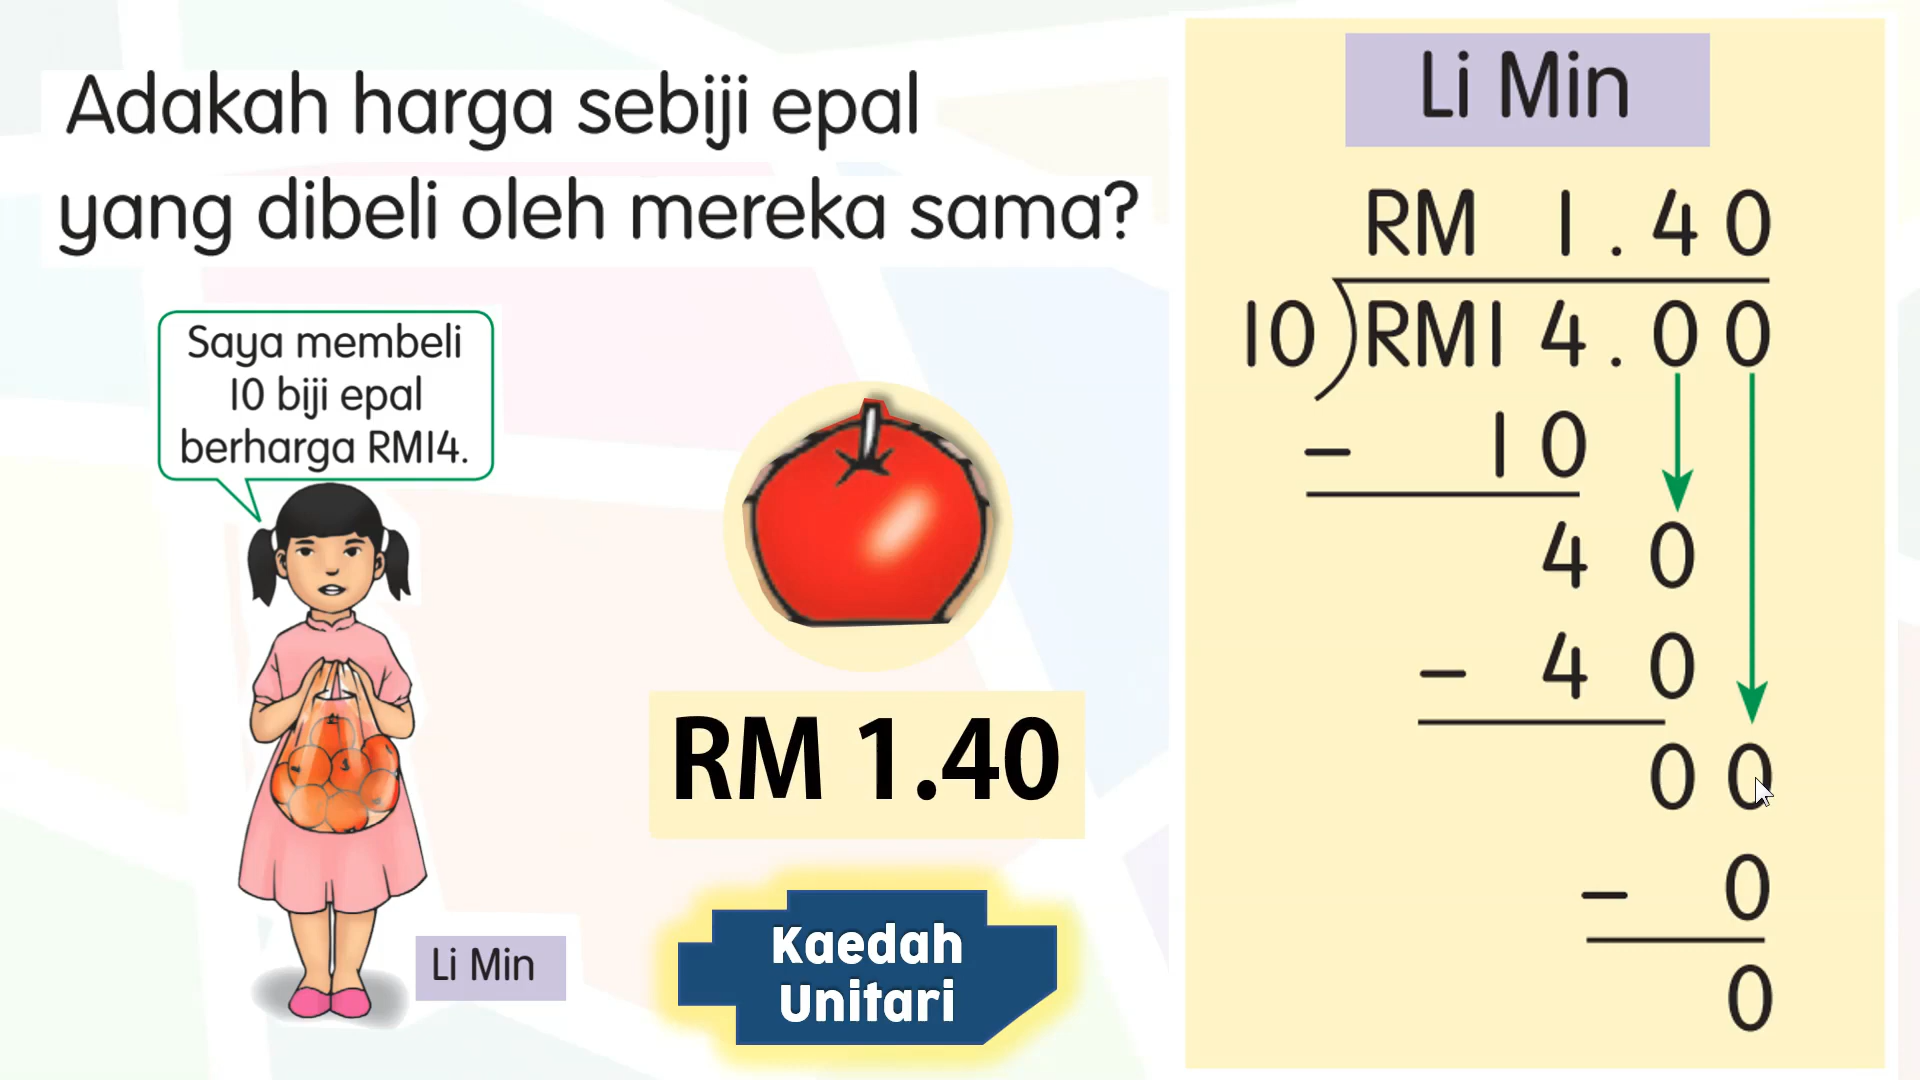 Adakah harga sebiji epal
yang dibeli oleh mereka sama?
Saya membeli
10 biji epal
berharga RM14.
Li Min
RM 1.40
Kaedah
Unitari
Li Min
RM 1.40
10)RM14.00
- 10
40
- 40
00
- 0
0